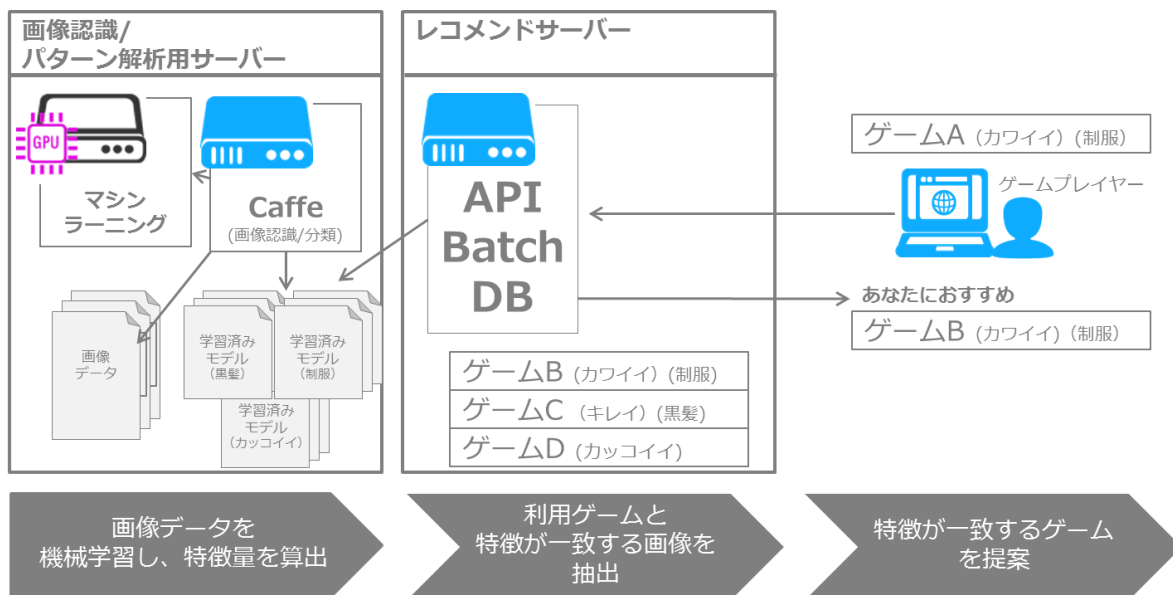 画像認識/
パターン解析用サーバー
GPU
マシン
ラーニング
Caffe
(画像認識/分類)
画像
データ
学習済み
モデル
(黒髪)
学習済み
モデル
(制服)
学習済み
モデル
(カッコイイ)
レコメンドサーバー
API
Batch
DB
ゲームB (カワイイ) (制服)
ゲームC (キレイ) (黒髪)
ゲームD (カッコイイ)
ゲームA (カワイイ) (制服)
ゲームプレイヤー
あなたにおすすめ
ゲームB (カワイイ) (制服)
画像データを
機械学習し、特徴量を算出
利用ゲームと
特徴が一致する画像を
抽出
特徴が一致するゲーム
を提案